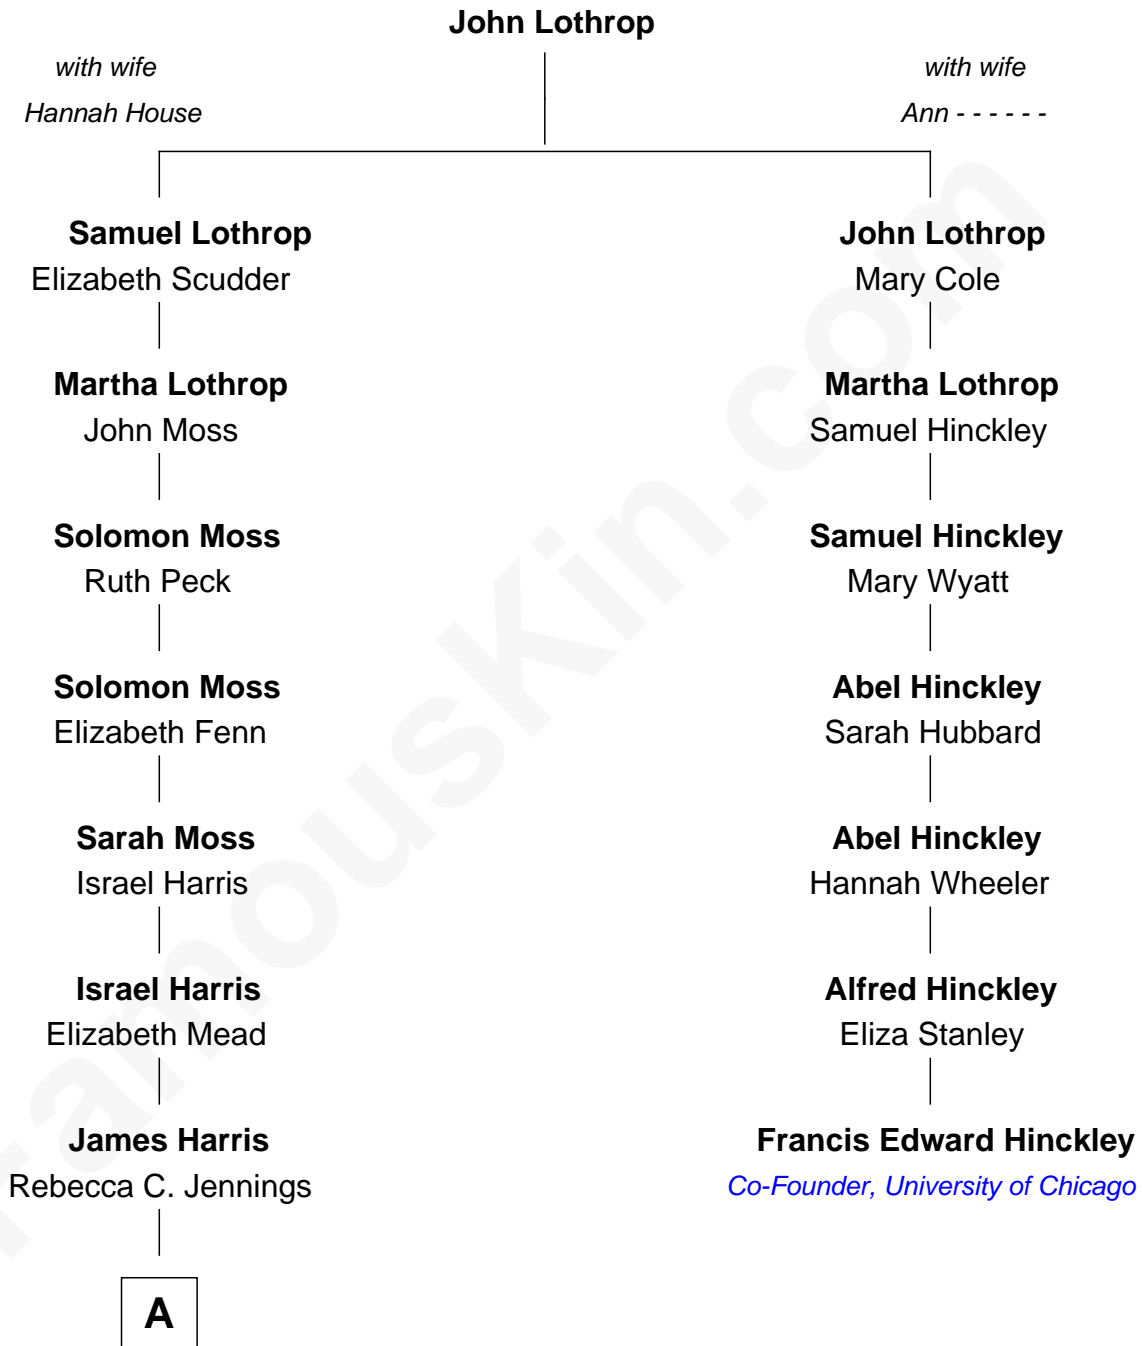 John Lothrop
with wife
Hannah House
with wife
Ann - - - - - -
Samuel Lothrop
Elizabeth Scudder
John Lothrop
Mary Cole
Martha Lothrop
John Moss
Martha Lothrop
Samuel Hinckley
Solomon Moss
Ruth Peck
Samuel Hinckley
Mary Wyatt
Solomon Moss
Elizabeth Fenn
Abel Hinckley
Sarah Hubbard
Sarah Moss
Israel Harris
Abel Hinckley
Hannah Wheeler
Israel Harris
Elizabeth Mead
Alfred Hinckley
Eliza Stanley
James Harris
Rebecca C. Jennings
Francis Edward Hinckley
Co-Founder, University of Chicago
A
FamousKin.com